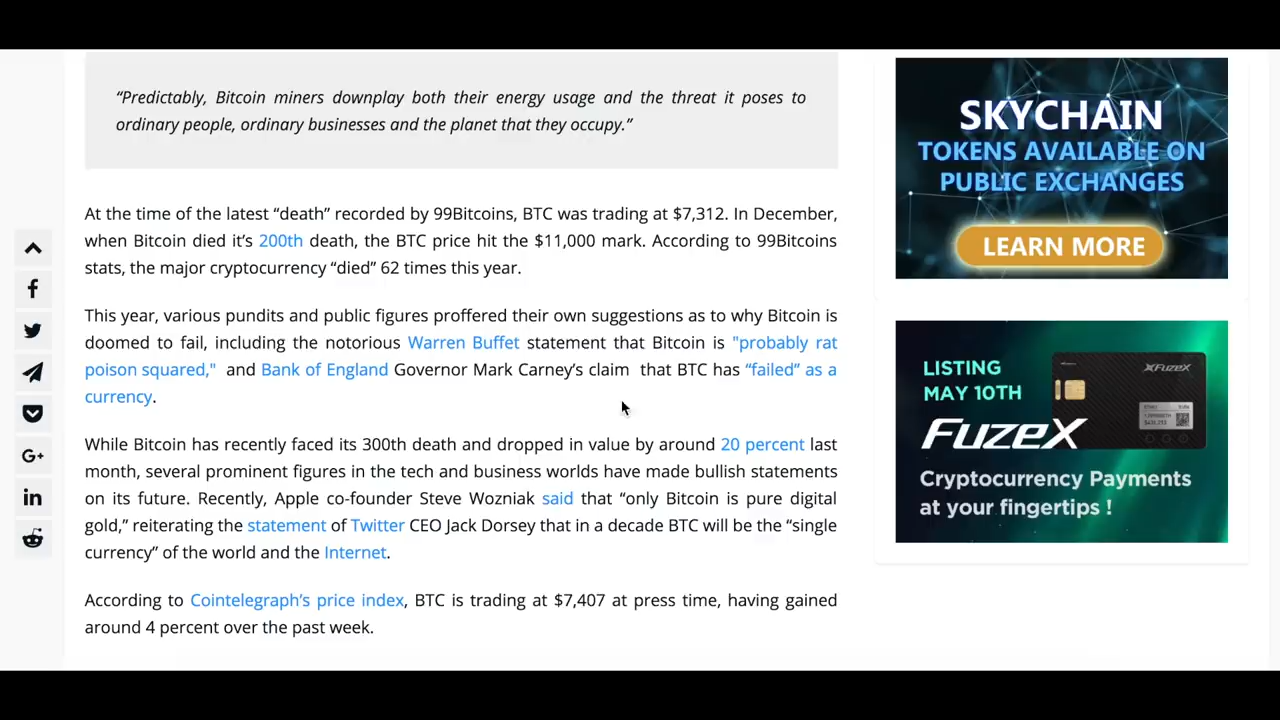 “Predictably, Bitcoin miners downplay both their energy usage and the threat it poses to
ordinary people, ordinary businesses and the planet that they occupy.”
At the time of the latest “death” recorded by 99Bitcoins, BTC was trading at $7,312. In December,
when Bitcoin died it’s 200th death, the BTC price hit the $11,000 mark. According to 99Bitcoins
stats, the major cryptocurrency “died” 62 times this year.
This year, various pundits and public figures proffered their own suggestions as to why Bitcoin is
doomed to fail, including the notorious Warren Buffet statement that Bitcoin is "probably rat
poison squared," and Bank of England Governor Mark Carney’s claim that BTC has “failed” as a
currency.
While Bitcoin has recently faced its 300th death and dropped in value by around 20 percent last
month, several prominent figures in the tech and business worlds have made bullish statements
on its future. Recently, Apple co-founder Steve Wozniak said that “only Bitcoin is pure digital
gold,” reiterating the statement of Twitter CEO Jack Dorsey that in a decade BTC will be the “single
currency” of the world and the Internet.
According to Cointelegraph’s price index, BTC is trading at $7,407 at press time, having gained
around 4 percent over the past week.
SKYCHAIN
TOKENS AVAILABLE ON
PUBLIC EXCHANGES
LEARN MORE
LISTING
MAY 10TH
FUZEX
FUZEX
Cryptocurrency Payments
at your fingertips !